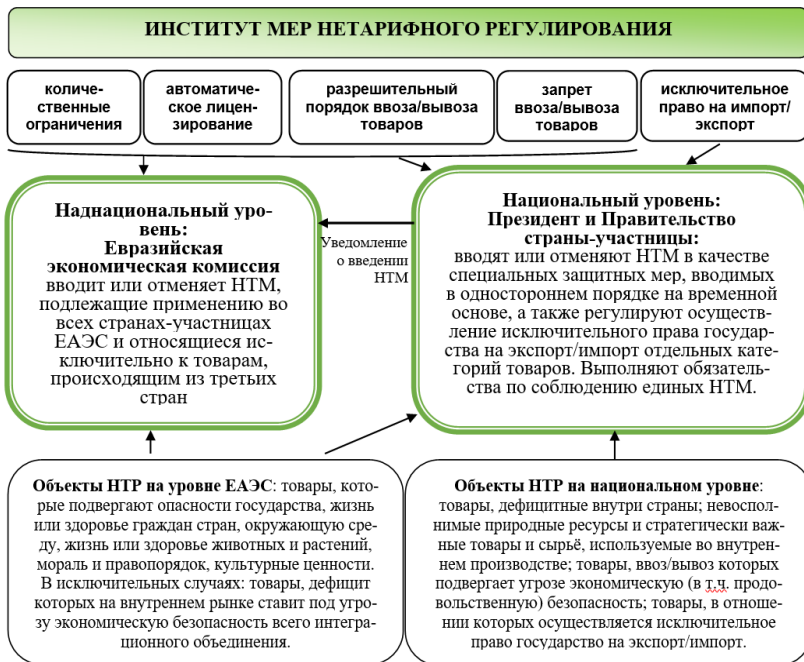 ИНСТИТУТ МЕР НЕТАРИФНОГО РЕГУЛИРОВАНИЯ
количе-
ственные
ограничения
автоматиче-
ское лицен-
зирование
разрешительный
порядок ввоза/вывоза
товаров
запрет
ввоза/вывоза
товаров
исключительное
право на импорт/
экспорт
Наднациональный уро-
вень:
Евразийская
экономическая комиссия
вводит или отменяет НТМ,
подлежащие применению во
всех странах-участницах
ЕАЭС и относящиеся ис-
ключительно к товарам,
происходящим из третьих
стран
Уведомление
о введении
НТМ
Национальный уровень:
Президент и Правительство
страны-участницы:
вводят или отменяют НТМ в качестве
специальных защитных мер, вводимых
в одностороннем порядке на временной
основе, а также регулируют осуществ-
ление исключительного права государ-
ства на экспорт/импорт отдельных кате-
горий товаров. Выполняют обязатель-
ства по соблюдению единых НТМ.
Объекты НТР на уровне ЕАЭС: товары, кото-
рые подвергают опасности государства, жизнь
или здоровье граждан стран, окружающую сре-
ду, жизнь или здоровье животных и растений,
мораль и правопорядок, культурные ценности.
В исключительных случаях: товары, дефицит
которых на внутреннем рынке ставит под угро-
зу экономическую безопасность всего интегра-
ционного объединения.
Объекты НТР на национальном уровне:
товары, дефицитные внутри страны; невоспол-
нимые природные ресурсы и стратегически важ-
ные товары и сырьё, используемые во внутрен-
нем производстве; товары, ввоз/вывоз которых
подвергает угрозе экономическую (в т.ч. продо-
вольственную) безопасность; товары, в отноше-
нии которых осуществляется исключительное
право государство на экспорт/импорт.